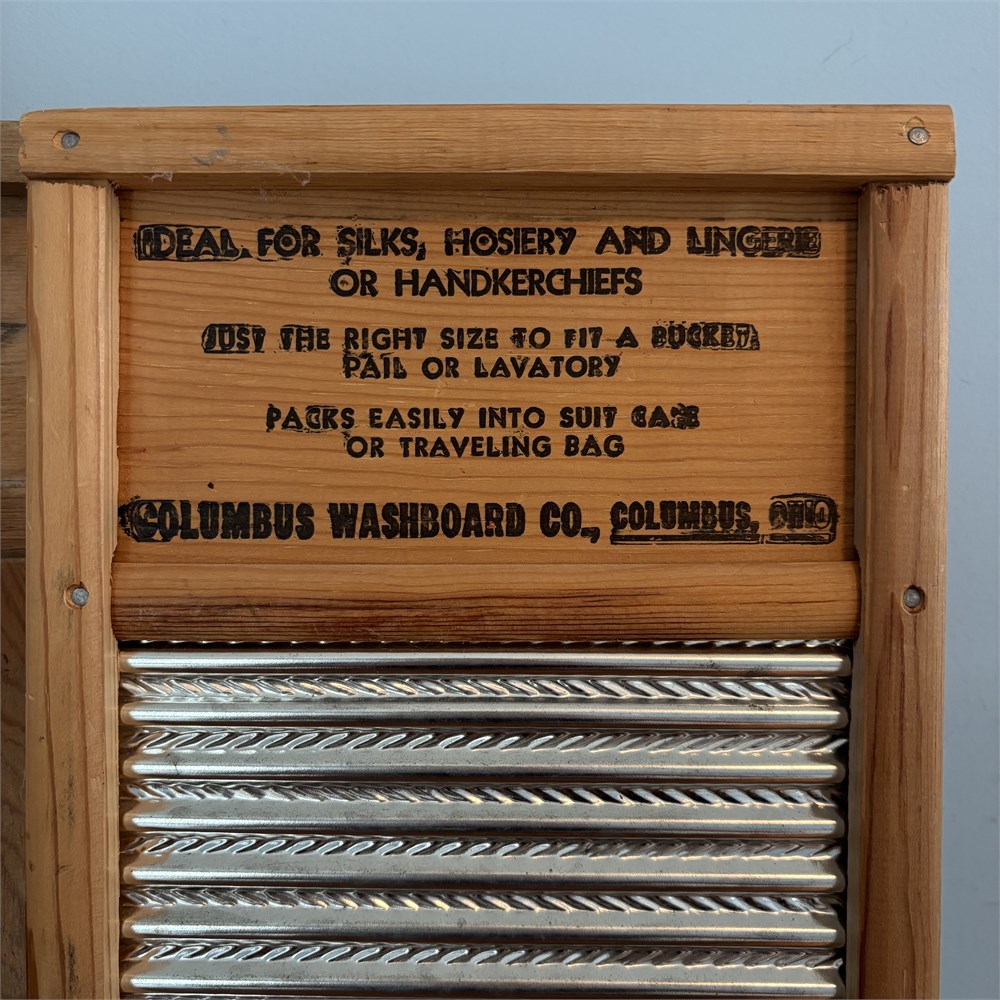 IDEAL FOR SILKS, HOSIERY AND LINGERIE
OR HANDKERCHIEFS
JUST THE RIGHT SIZE TO FIT A BUCKET
PAIL OR LAVATORY
PACKS EASILY INTO SUIT CASE
OR TRAVELING BAG
COLUMBUS WASHBOARD CO., COLUMBUS, OHIO